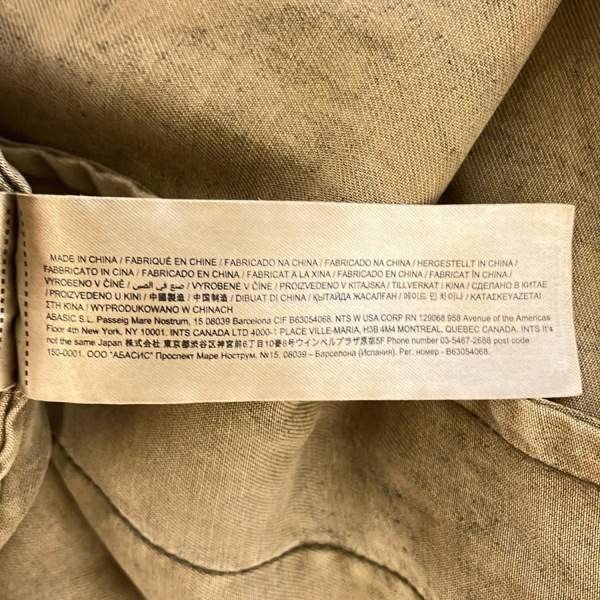 MADE IN CHINA / FABRIQUÉ EN CHINE / FABRICADO NA CHINA / FABRICADO NA CHINA / HERGESTELLT IN CHINA /
FABBRICATO IN CINA / FABRICADO EN CHINA / FABRICAT A LA XINA / FABRICADO EN CHINA / FABRICAT ÎN CHINA /
VYROBENO V ČÍNĚ / صنع في الصين / VYROBENÉ V ČÍNE / PROIZVEDENO V KITAJSKA / TILLVERKAT I KINA / СДЕЛАНО В КИТАЕ
/ PROIZVEDENO U KINI / 中國製造 / 中国制造 / DIBUAT DI CHINA / ҚЫТАЙДА ЖАСАЛҒАН / 메이드 인 차이나 / ΚΑΤΑΣΚΕΥΑΖΕΤΑΙ
ΣΤΗ ΚΙΝΑ / WYPRODUKOWANO W CHINACH
ABASIC S.L. Passeig Mare Nostrum, 15 08039 Barcelona CIF B63054068. NTS W USA CORP RN 129068 958 Avenue of the Americas
Floor 4th New York, NY 10001. INTS CANADA LTD 4000-1 PLACE VILLE-MARIA, H3B 4M4 MONTREAL, QUEBEC CANADA. INTS It's
not the same Japan 株式会社 東京都渋谷区神宮前6丁目10番8号ウインベルプラザ原宿5F Phone number 03-5467-2688 post code
150-0001. ООО "АБАСИС" Проспект Маре Нострум, №15. 08039 – Барселона (Испания). Рег. номер - B63054068.